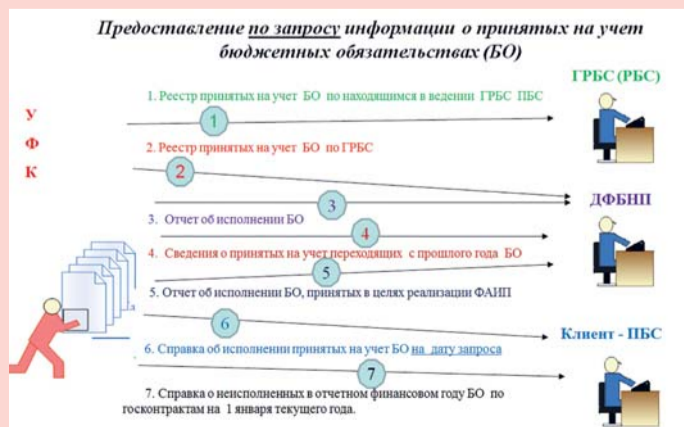 Предоставление по запросу информации о принятых на учет
бюджетных обязательствах (БО)
ГРБС (РБС)
1. Реестр принятых на учет БО по находящимся в ведении ГРБС ПБС
У
Ф
К
1
2. Реестр принятых на учет БО по ГРБС
2
ДФБНП
3
3. Отчет об исполнении БО
4
4. Сведения о принятых на учет переходящих с прошлого года БО
5
5. Отчет об исполнении БО, принятых в целях реализации ФАИП
6
Клиент - ПБС
6. Справка об исполнении принятых на учет БО на дату запроса
7
7. Справка о неисполненных в отчетном финансовом году БО по
госконтрактам на 1 января текущего года.